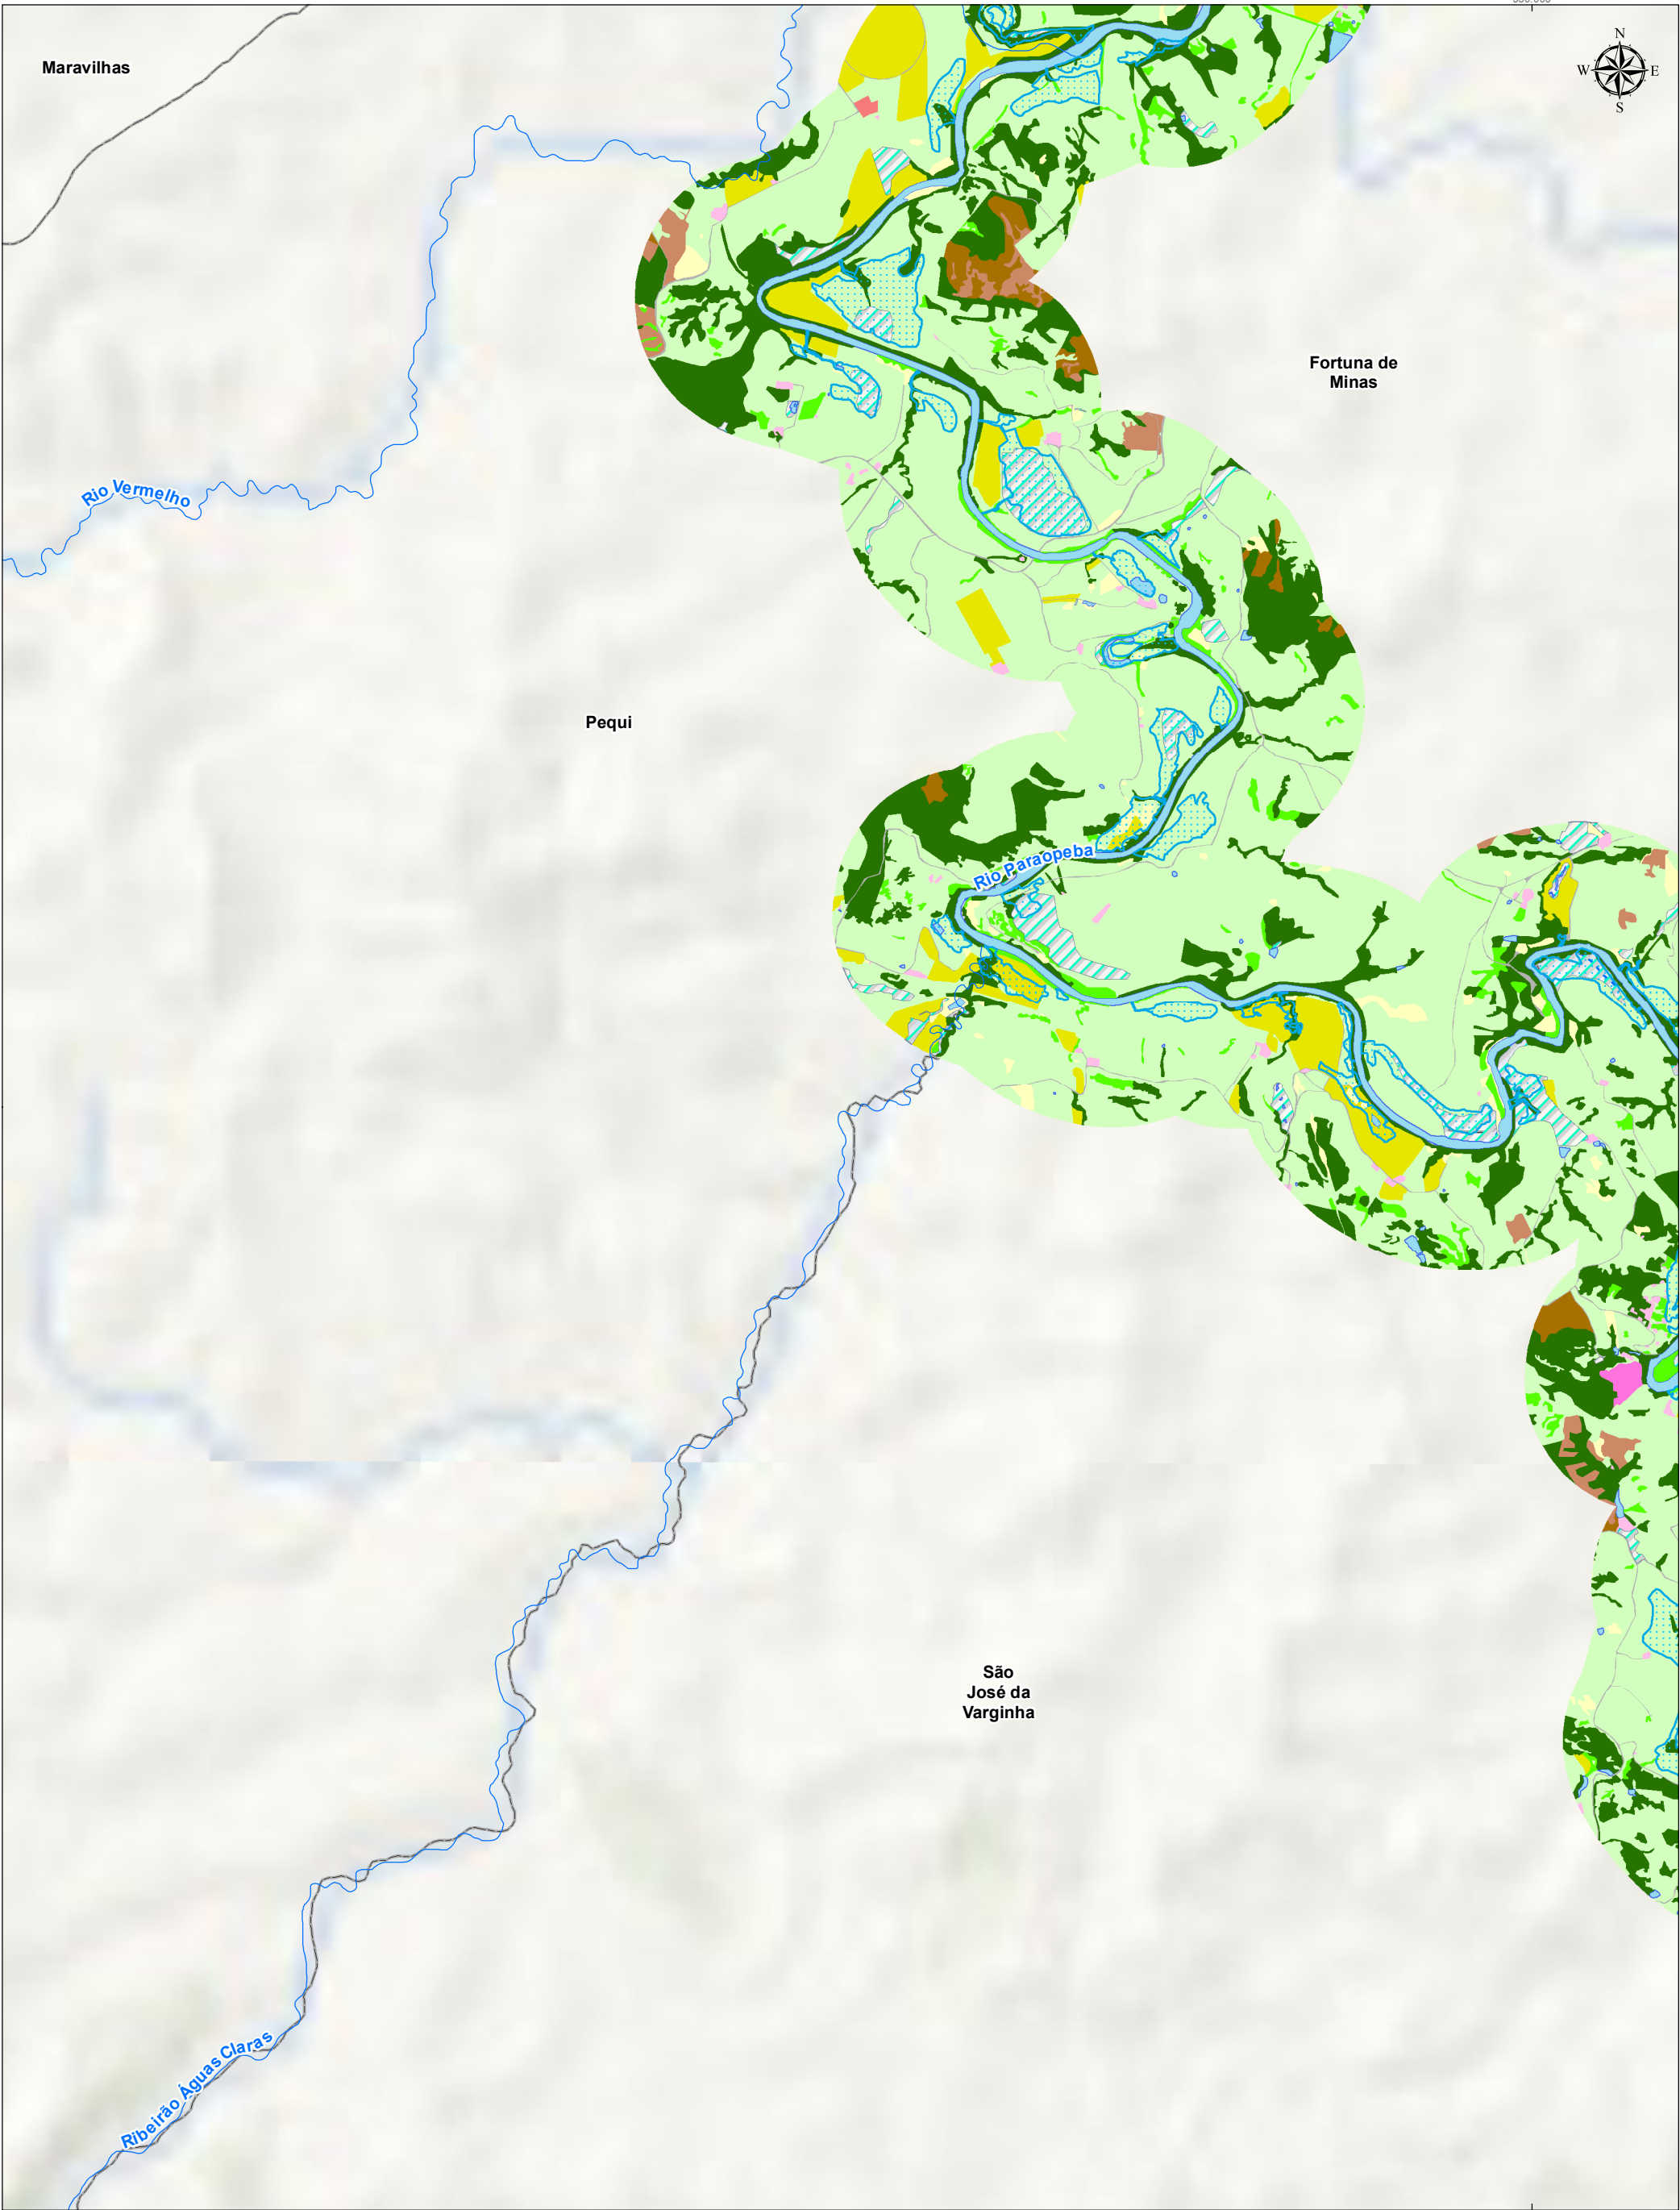 Maravilhas
N
W E
S
Fortuna de
Minas
Rio Vermelho
Pequi
Rio Paraopeba
São
José da
Varginha
Ribeirão Águas Claras